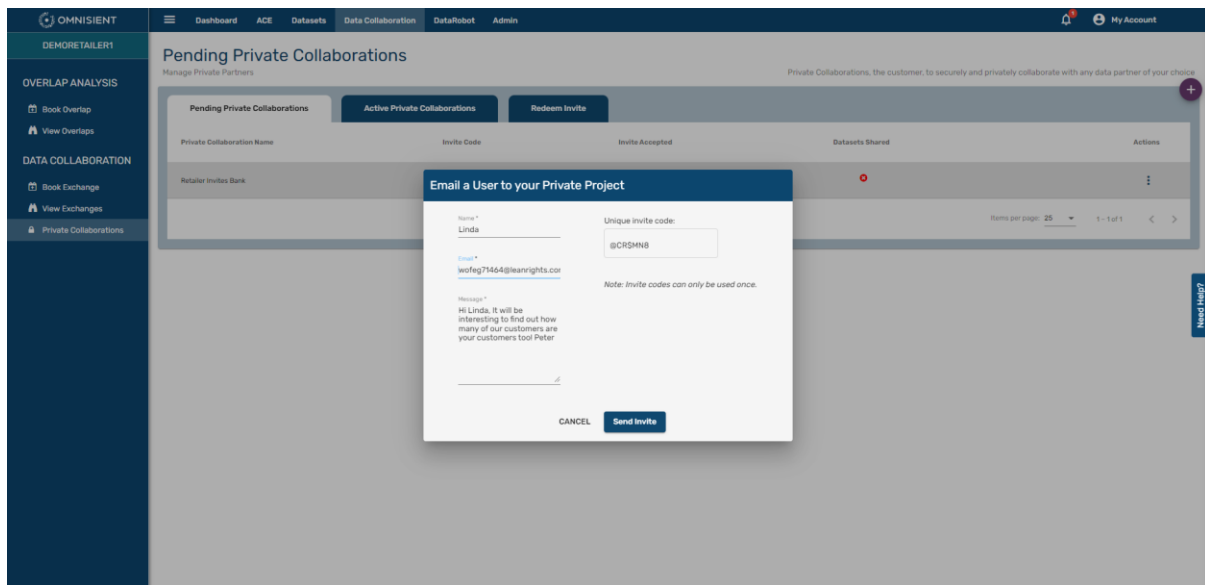 OMNISIENT
Dashboard ACE Datasets Data Collaboration DataRobot Admin
My Account
DEMORETAILER1
OVERLAP ANALYSIS
Book Overlap
View Overlaps
DATA COLLABORATION
Book Exchange
View Exchanges
Private Collaborations
Pending Private Collaborations
Manage Private Partners
Private Collaborations, the customer, to securely and privately collaborate with any data partner of your choice
Pending Private Collaborations Active Private Collaborations Redeem Invite
Private Collaboration Name Invite Code Invite Accepted Datasets Shared Actions
Retailer Invites Bank
Items per page: 25 1 - 1 of 1
Email a User to your Private Project
Name *
Linda
Email *
wofeg71464@leanrights.co
Message *
Hi Linda, It will be
interesting to find out how
many of our customers are
your customers too! Peter
Unique invite code:
@CR$MN8
Note: Invite codes can only be used once.
CANCEL Send Invite
Need Help?